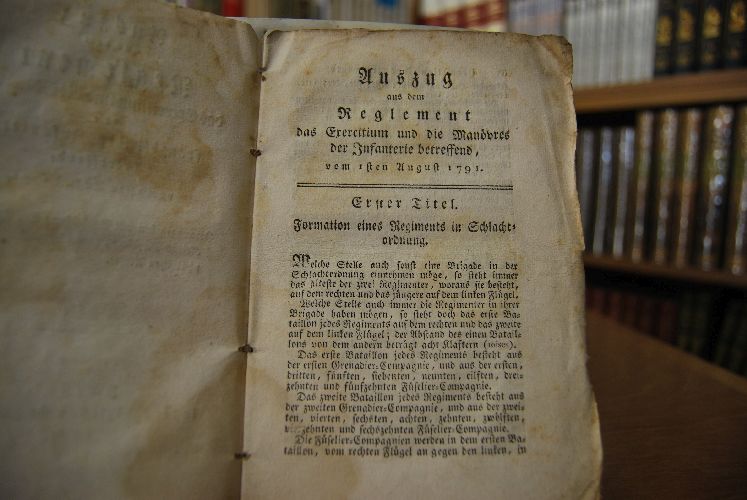 Auszug
aus dem
Reglement
das Exercitium und die Manövres
der Infanterie betreffend,
vom 1sten August 1791.
Erster Titel.
Formation eines Regiments in Schlacht-
ordnung.
Welche Stelle auch sonst eine Brigade in der
Schlachtordnung einnehmen möge, so steht immer
das älteste der zwei Regimenter, woraus sie besteht,
auf dem rechten und das jüngere auf dem linken Flügel.
Welche Stelle auch immer die Regimenter in ihrer
Brigade haben mögen, so steht doch das erste Ba-
taillon jedes Regiments auf dem rechten und das zweite
auf dem linken Flügel; der Abstand des einen Batail-
lons von dem andern beträgt acht Klaftern (toises).
Das erste Bataillon jedes Regiments besteht aus
der ersten Grenadier-Compagnie, und aus der ersten,
dritten, fünften, siebenten, neunten, eilften, drei-
zehnten und fünfzehnten Füselier-Compagnie.
Das zweite Bataillon jedes Regiments besteht aus
der zweiten Grenadier-Compagnie, und aus der zwei-
ten, vierten, sechsten, achten, zehnten, zwölften,
vierzehnten und sechszehnten Füselier-Compagnie.
Die Füselier-Compagnien werden in dem ersten Ba-
taillon, vom rechten Flügel an gegen den linken, in